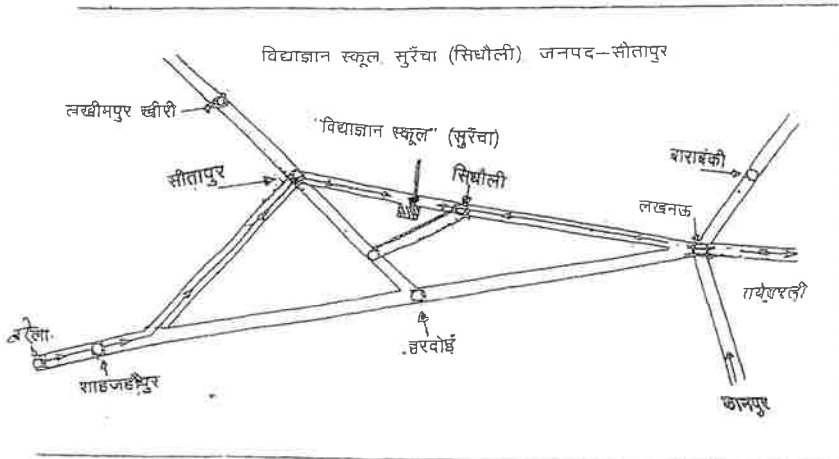 विद्याज्ञान स्कूल, सुरैंचा (सिधौली) जनपद–सीतापुर
लखीमपुर खीरी
"विद्याज्ञान स्कूल" (सुरैंचा)
बाराबंकी
सीतापुर
सिधौली
लखनऊ
रायबरेली
बरेली
हरदोई
शाहजहाँपुर
कानपुर